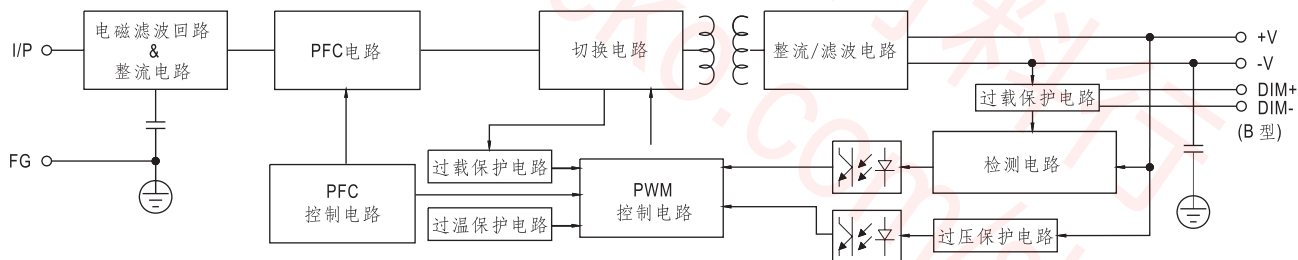 I/P
电磁滤波回路
&
整流电路
PFC电路
切换电路
整流/滤波电路
+V
-V
过载保护电路
DIM+
DIM-
(B 型)
FG
过载保护电路
PFC
控制电路
PWM
控制电路
检测电路
过温保护电路
过压保护电路